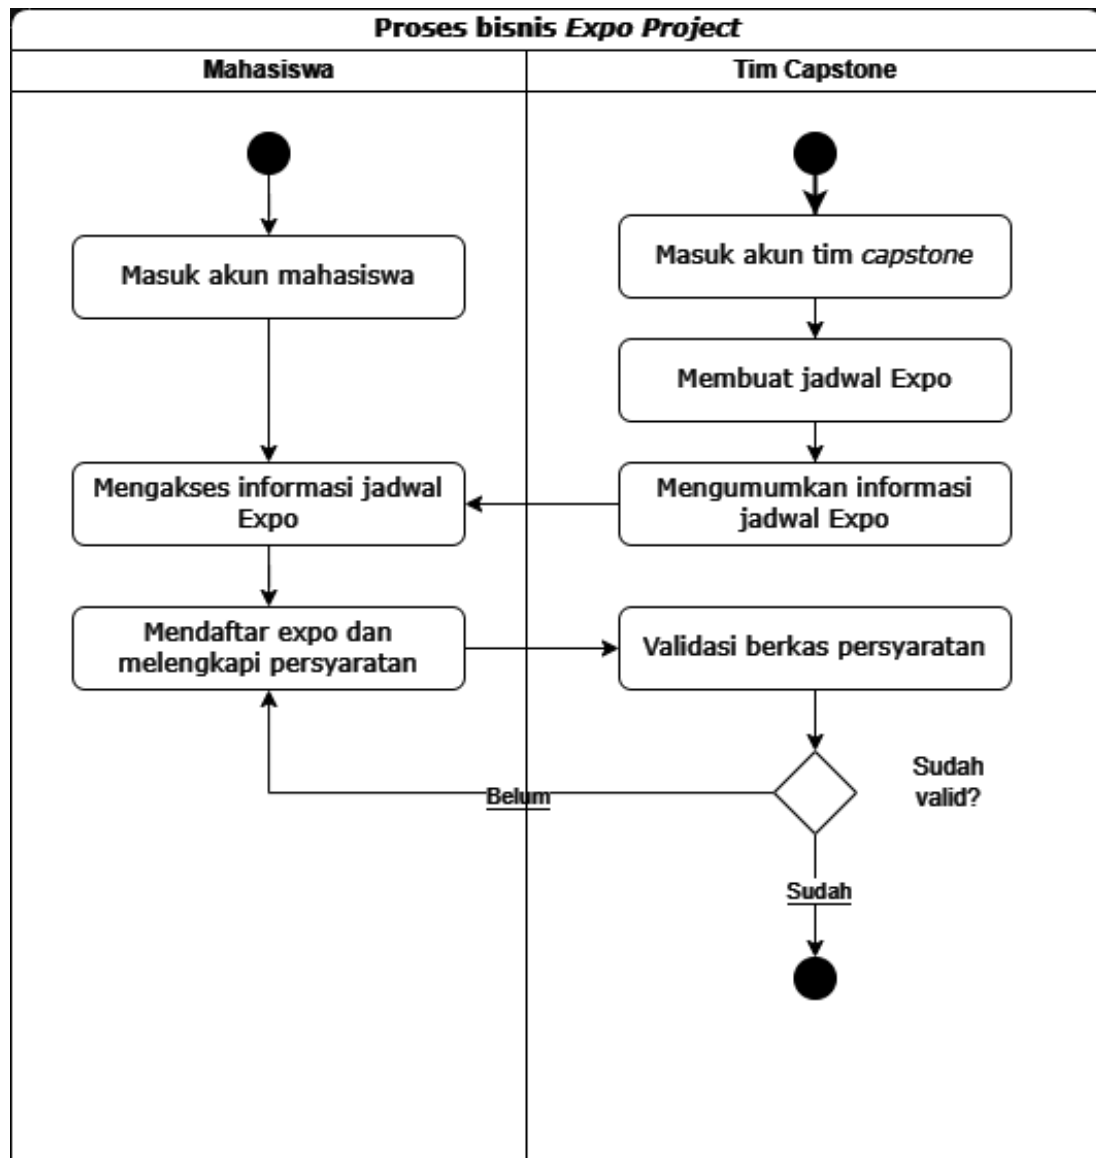 Proses bisnis Expo Project
Mahasiswa
Tim Capstone
Masuk akun mahasiswa
Masuk akun tim capstone
Membuat jadwal Expo
Mengakses informasi jadwal
Expo
Mengumumkan informasi
jadwal Expo
Mendaftar expo dan
melengkapi persyaratan
Validasi berkas persyaratan
Sudah
valid?
Belum
Sudah